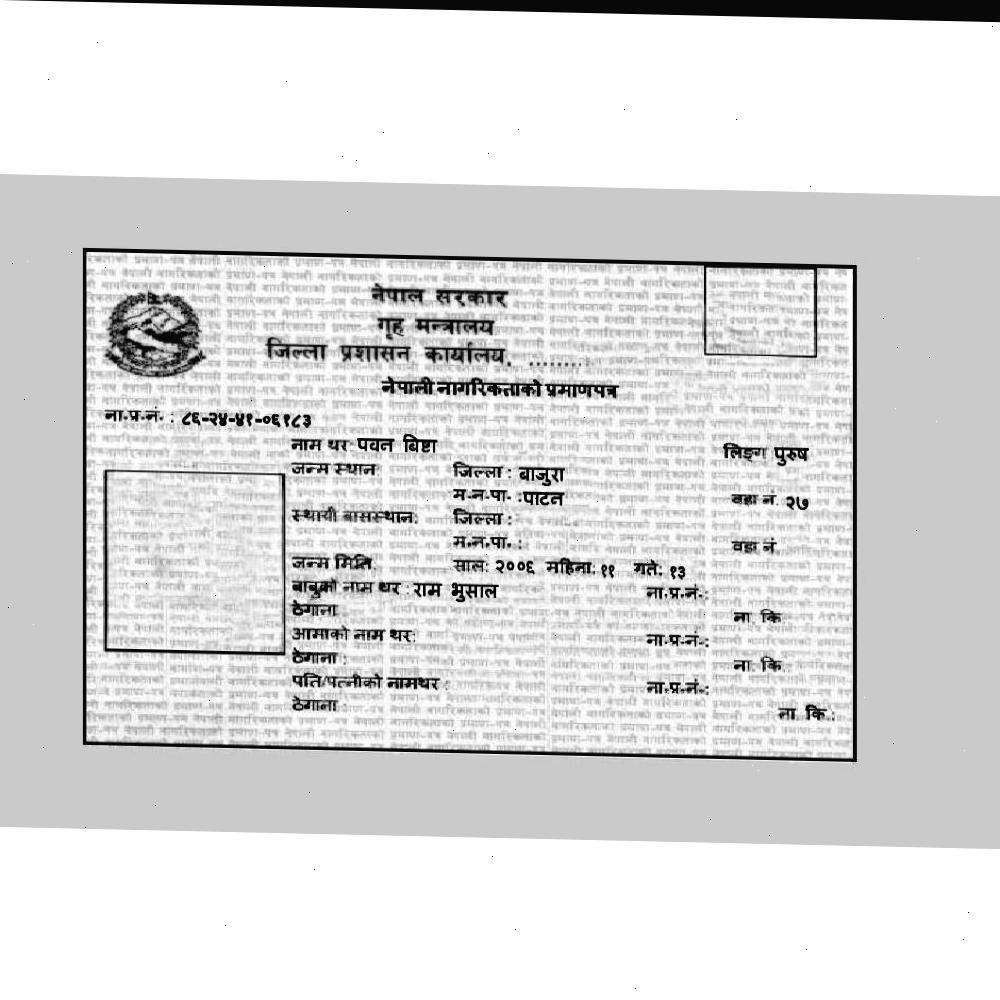 नेपाल सरकार
गृह मन्त्रालय
जिल्ला प्रशासन कार्यालय, .........
नेपाली नागरिकताको प्रमाणपत्र
ना.प्र.नं. : ८६-२४-४१-०६१८३
नाम थर पवन बिष्टा लिङ्ग पुरुष
जन्म स्थान जिल्ला : बाजुरा
म.न.पा. : पाटन वडा नं. २७
स्थायी बासस्थान: जिल्ला :
म.न.पा. : वडा नं
जन्म मिति साल: २००६ महिना: ११ गते: १३
बाबुको नाम थर : राम भुसाल ना.प्र.नं.:
ठेगाना ना. कि
आमाको नाम थर: ना.प्र.नं.:
ठेगाना : ना. कि.
पति/पत्नीको नामथर : ना.प्र.नं.:
ठेगाना : ना. कि.: